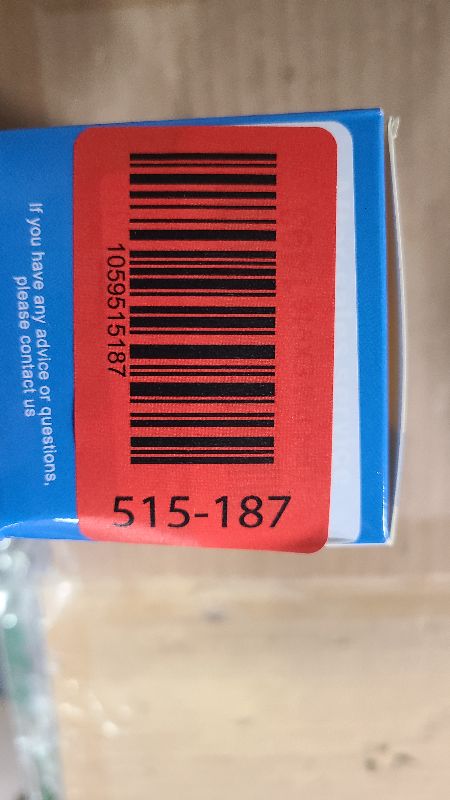 If you have any advice or questions,
please contact us
1059515187
515-187